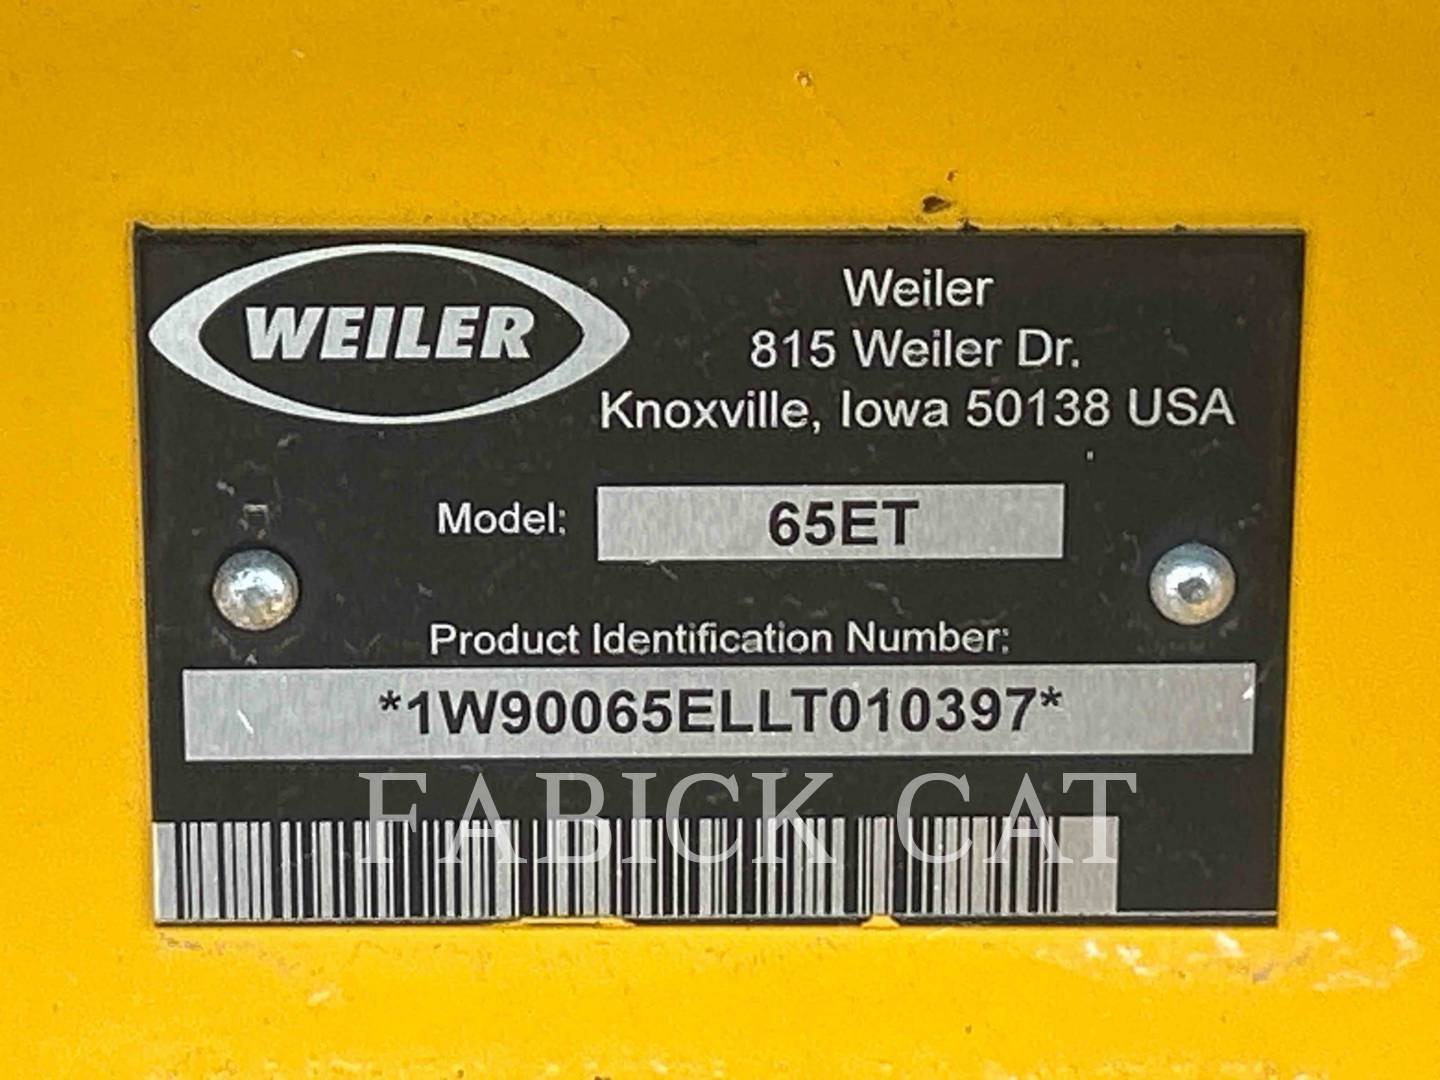 WEILER
Weiler
815 Weiler Dr.
Knoxville, Iowa 50138 USA
Model: 65ET
Product Identification Number:
*1W90065ELLT010397*
FABICK CAT